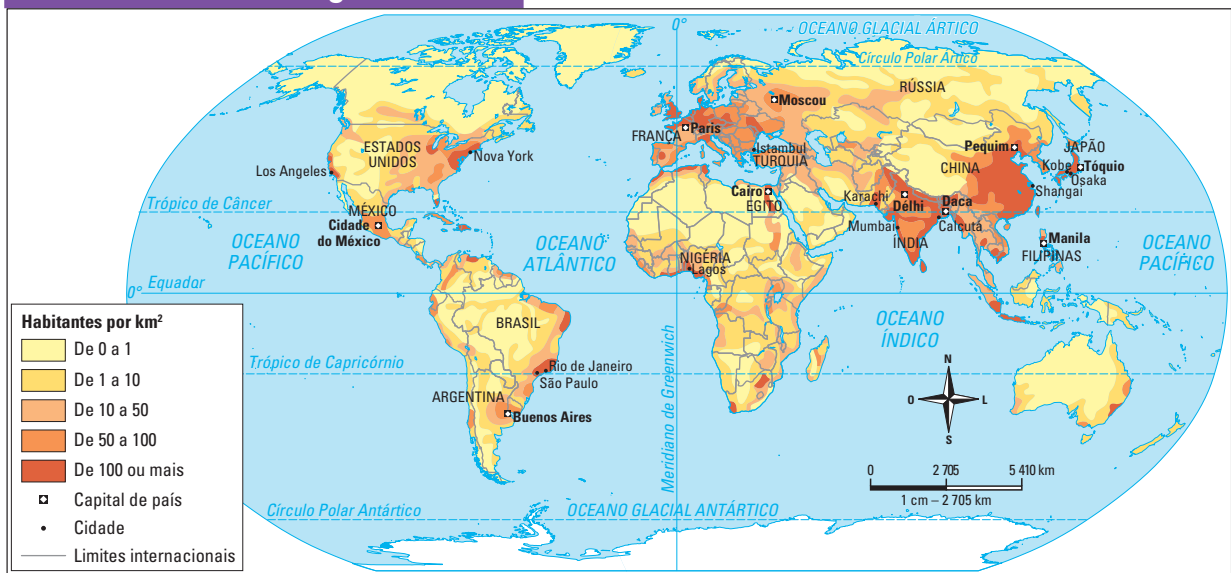 OCEANO GLACIAL ÁRTICO
0°
Círculo Polar Ártico
RÚSSIA
Moscou
FRANÇA
Paris
ESTADOS
UNIDOS
Nova York
Los Angeles
Istambul
TURQUIA
Pequim
JAPÃO
CHINA
Kobe
Tóquio
Osaka
Shangai
Cairo
EGITO
Karachi
Délhi
Daca
Trópico de Câncer
MÉXICO
Cidade
do México
Mumbai
ÍNDIA
Calcutá
Manila
FILIPINAS
OCEANO
PACÍFICO
OCEANO
ATLÂNTICO
NIGÉRIA
Lagos
OCEANO
PACÍFICO
Equador
0°
BRASIL
OCEANO
ÍNDICO
Meridiano de Greenwich
Trópico de Capricórnio
Rio de Janeiro
São Paulo
ARGENTINA
Buenos Aires
N
O
L
S
0 2 705 5 410 km
1 cm – 2 705 km
Círculo Polar Antártico
OCEANO GLACIAL ANTÁRTICO
Habitantes por km²
De 0 a 1
De 1 a 10
De 10 a 50
De 50 a 100
De 100 ou mais
Capital de país
Cidade
Limites internacionais